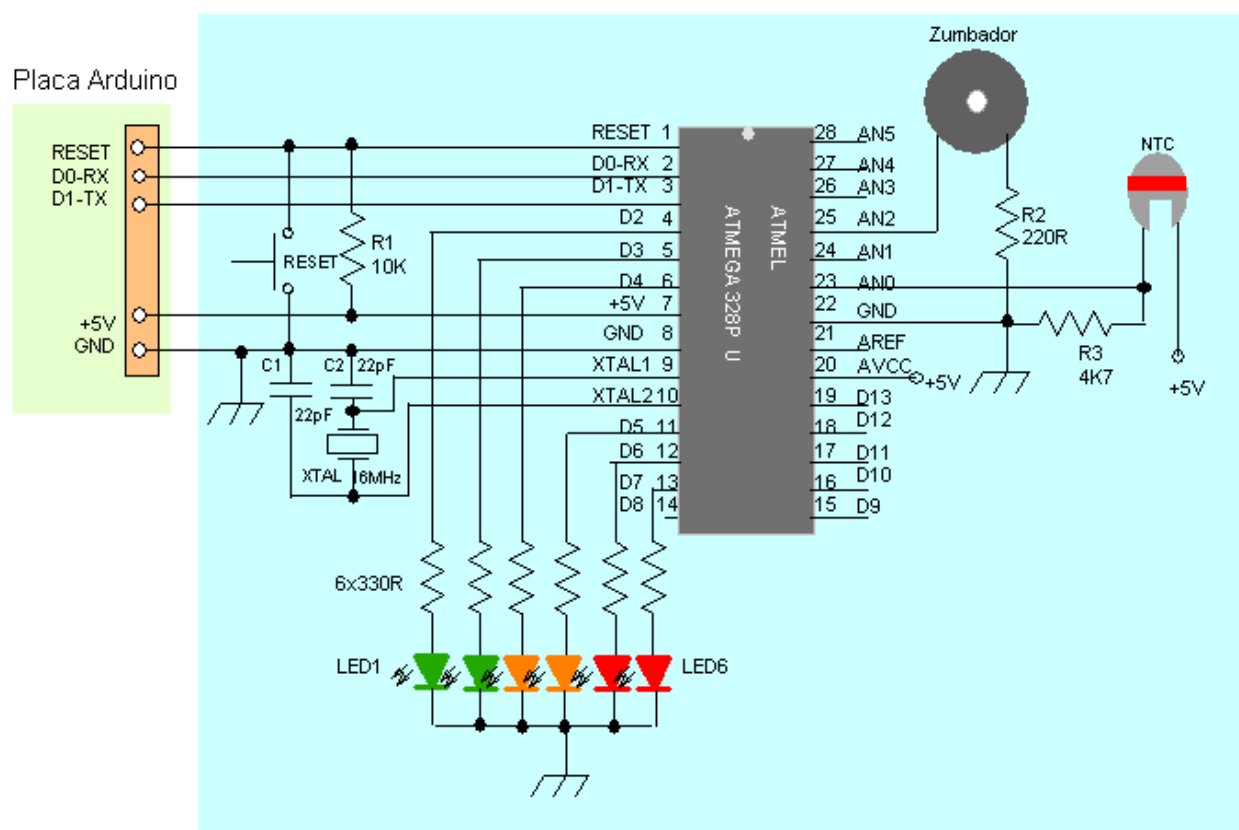 Zumbador
Placa Arduino
RESET
D0-RX
D1-TX
+5V
GND
RESET 1
D0-RX 2
D1-TX 3
D2 4
D3 5
D4 6
+5V 7
GND 8
XTAL1 9
XTAL2 10
D5 11
D6 12
D7 13
D8 14
ATMEGA 328P U
ATMEL
28 AN5
27 AN4
26 AN3
25 AN2
24 AN1
23 AN0
22 GND
21 AREF
20 AVCC
+5V
19 D13
18 D12
17 D11
16 D10
15 D9
NTC
R2
220R
R3
4K7
+5V
RESET
R1
10K
C1
22pF
C2 22pF
XTAL 16MHz
6x330R
LED1
LED6